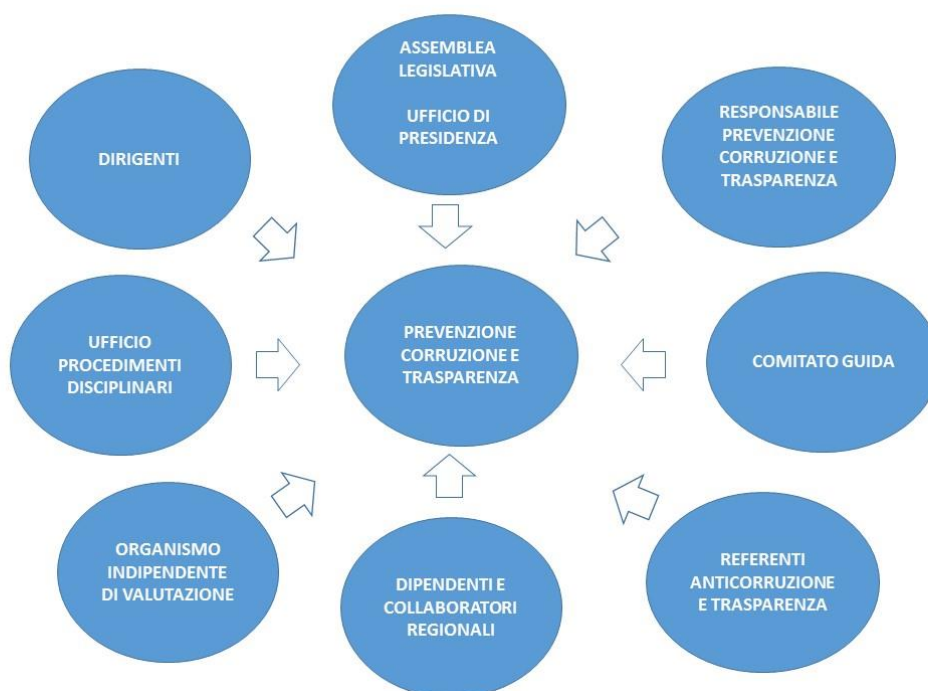 ASSEMBLEA
LEGISLATIVA
UFFICIO DI
PRESIDENZA
DIRIGENTI
RESPONSABILE
PREVENZIONE
CORRUZIONE E
TRASPARENZA
UFFICIO
PROCEDIMENTI
DISCIPLINARI
PREVENZIONE
CORRUZIONE E
TRASPARENZA
COMITATO GUIDA
ORGANISMO
INDIPENDENTE
DI VALUTAZIONE
DIPENDENTI E
COLLABORATORI
REGIONALI
REFERENTI
ANTICORRUZIONE
E TRASPARENZA